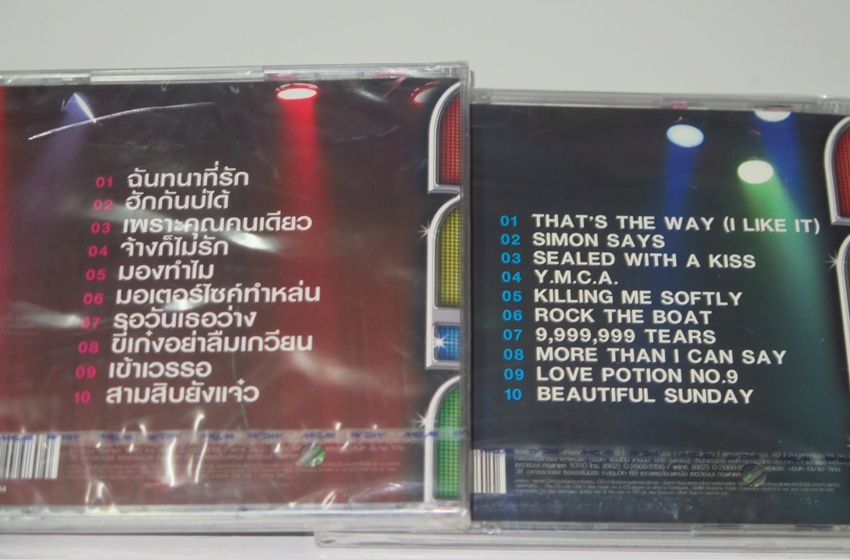 01 ฉันทนาที่รัก
02 ฮักกันบ่ได้
03 เพราะคุณคนเดียว
04 จ้างก็ไม่รัก
05 มองทำไม
06 มอเตอร์ไซค์ทำหล่น
07 รอวันเธอว่าง
08 ขี้เก๋งอย่าลืมเกวียน
09 เข้าเวรรอ
10 สามสิบยังแจ๋ว
01 THAT'S THE WAY (I LIKE IT)
02 SIMON SAYS
03 SEALED WITH A KISS
04 Y.M.C.A.
05 KILLING ME SOFTLY
06 ROCK THE BOAT
07 9,999,999 TEARS
08 MORE THAN I CAN SAY
09 LOVE POTION NO.9
10 BEAUTIFUL SUNDAY